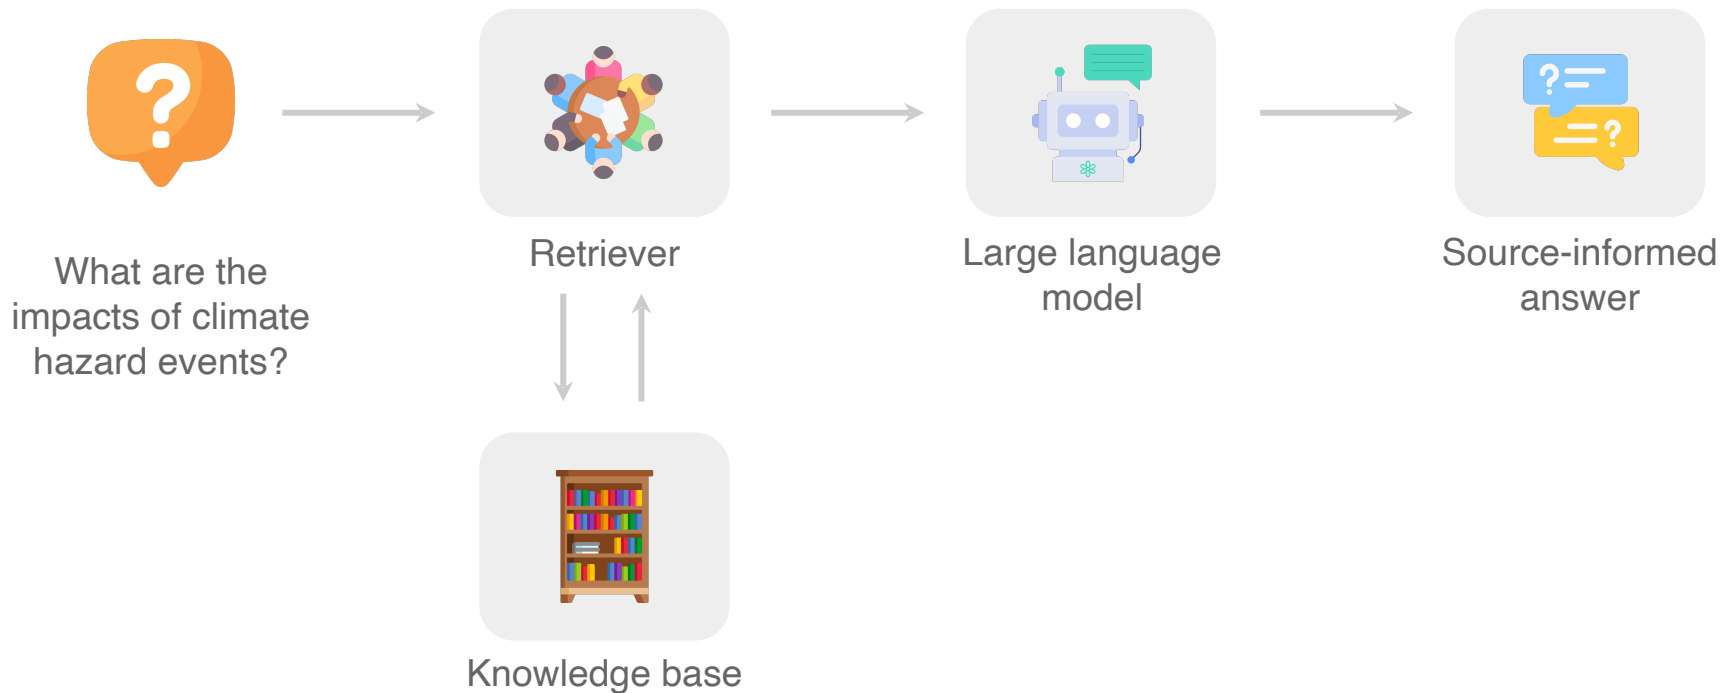 What are the
impacts of climate
hazard events?
Retriever
Large language
model
Source-informed
answer
Knowledge base